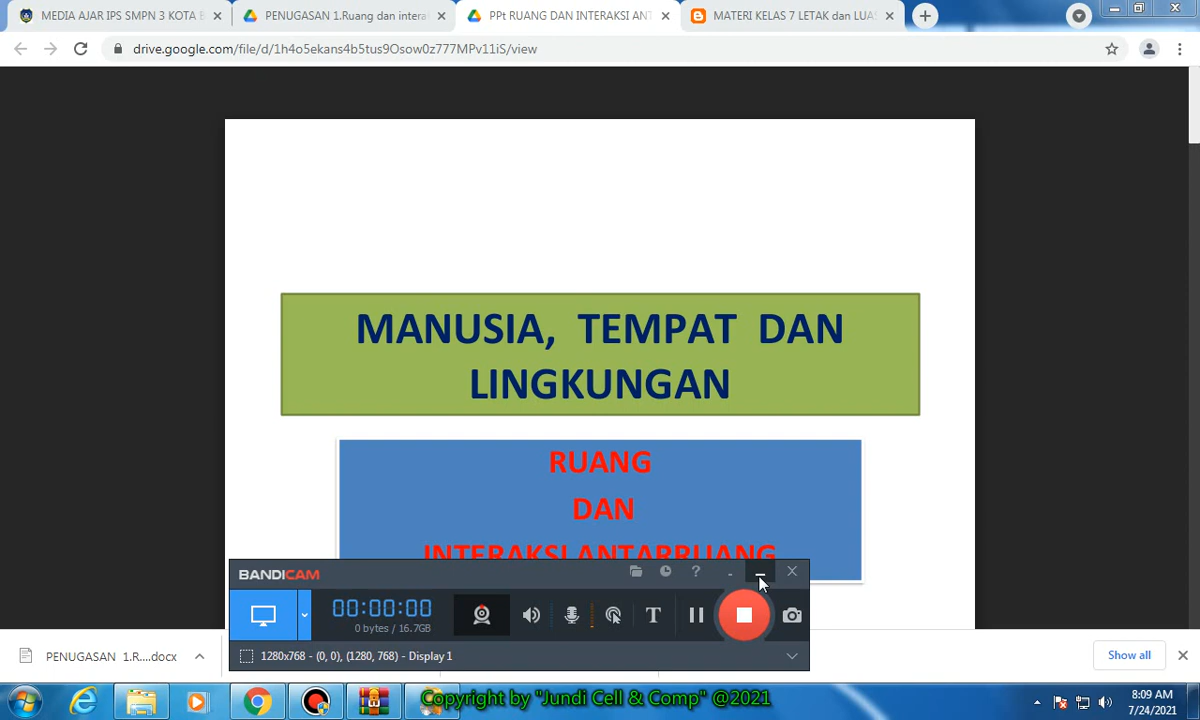 MEDIA AJAR IPS SMPN 3 KOTA B
PENUGASAN 1.Ruang dan intera
PPt RUANG DAN INTERAKSI ANT
MATERI KELAS 7 LETAK dan LUAS
drive.google.com/file/d/1h4o5ekans4b5tus9Osow0z777MPv11iS/view
MANUSIA, TEMPAT DAN
LINGKUNGAN
RUANG
DAN
INTERAKSI ANTARRUANG
BANDICAM
?
00:00:00
0 bytes / 16.7GB
T
1280x768 - (0, 0), (1280, 768) - Display 1
PENUGASAN 1.R....docx
Show all
Copyright by "Jundi Cell & Comp" @2021
8:09 AM
7/24/2021